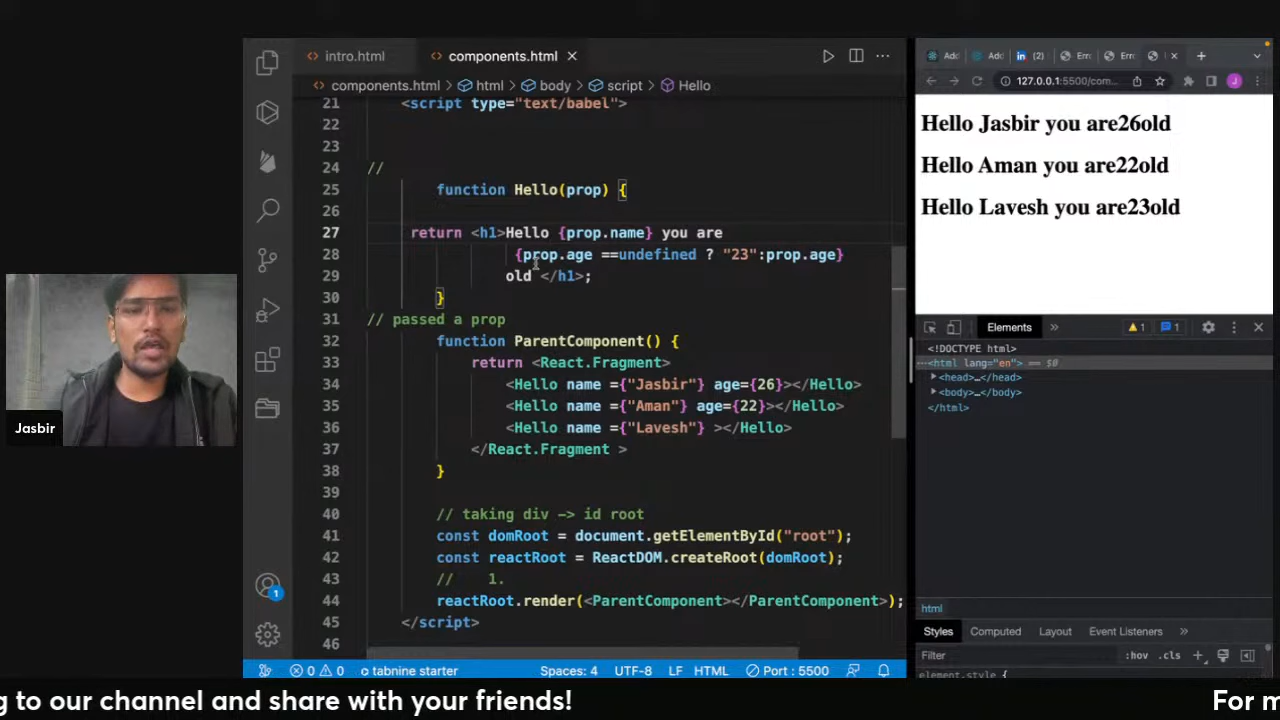 intro.html
components.html
components.html > html > body > script > Hello
21 <script type="text/babel">
22
23
24 //
25 function Hello(prop) {
26
27 return <h1>Hello {prop.name} you are
28 {prop.age ==undefined ? "23":prop.age}
29 old </h1>;
30 }
31 // passed a prop
32 function ParentComponent() {
33 return <React.Fragment>
34 <Hello name ={"Jasbir"} age={26}></Hello>
35 <Hello name ={"Aman"} age={22}></Hello>
36 <Hello name ={"Lavesh"} ></Hello>
37 </React.Fragment >
38 }
39
40 // taking div -> id root
41 const domRoot = document.getElementById("root");
42 const reactRoot = ReactDOM.createRoot(domRoot);
43 // 1.
44 reactRoot.render(<ParentComponent></ParentComponent>);
45 </script>
46
1
0 0 tabnine starter Spaces: 4 UTF-8 LF HTML Port : 5500
Jasbir
Add Add (2) Erro Erro
127.0.0.1:5500/com... J
Hello Jasbir you are26old
Hello Aman you are22old
Hello Lavesh you are23old
Elements » 1 1
<!DOCTYPE html>
<html lang="en"> == $0
<head>…</head>
<body>…</body>
</html>
html
Styles Computed Layout Event Listeners »
Filter :hov .cls
element.style {
g to our channel and share with your friends!
For m